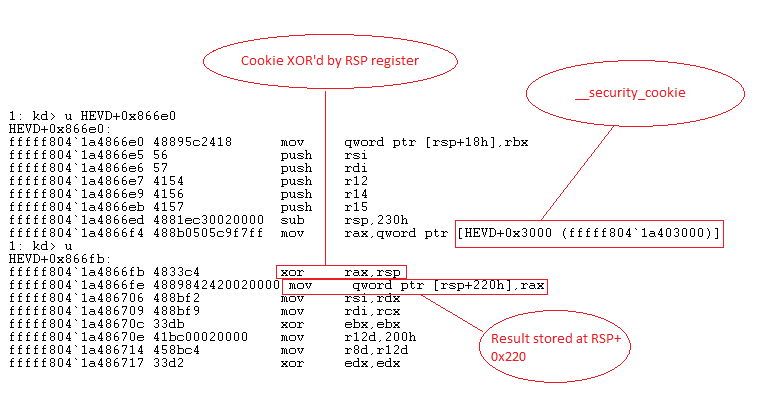 Cookie XOR'd by RSP register
__security_cookie
1: kd> u HEVD+0x866e0
HEVD+0x866e0:
fffff804`1a4866e0 48895c2418 mov qword ptr [rsp+18h],rbx
fffff804`1a4866e5 56 push rsi
fffff804`1a4866e6 57 push rdi
fffff804`1a4866e7 4154 push r12
fffff804`1a4866e9 4156 push r14
fffff804`1a4866eb 4157 push r15
fffff804`1a4866ed 4881ec30020000 sub rsp,230h
fffff804`1a4866f4 488b0505c9f7ff mov rax,qword ptr [HEVD+0x3000 (fffff804`1a403000)]
1: kd> u
HEVD+0x866fb:
fffff804`1a4866fb 4833c4 xor rax,rsp
fffff804`1a4866fe 4889842420020000 mov qword ptr [rsp+220h],rax
fffff804`1a486706 488bf2 mov rsi,rdx
fffff804`1a486709 488bf9 mov rdi,rcx
fffff804`1a48670c 33db xor ebx,ebx
fffff804`1a48670e 41bc00020000 mov r12d,200h
fffff804`1a486714 458bc4 mov r8d,r12d
fffff804`1a486717 33d2 xor edx,edx
Result stored at RSP+
0x220